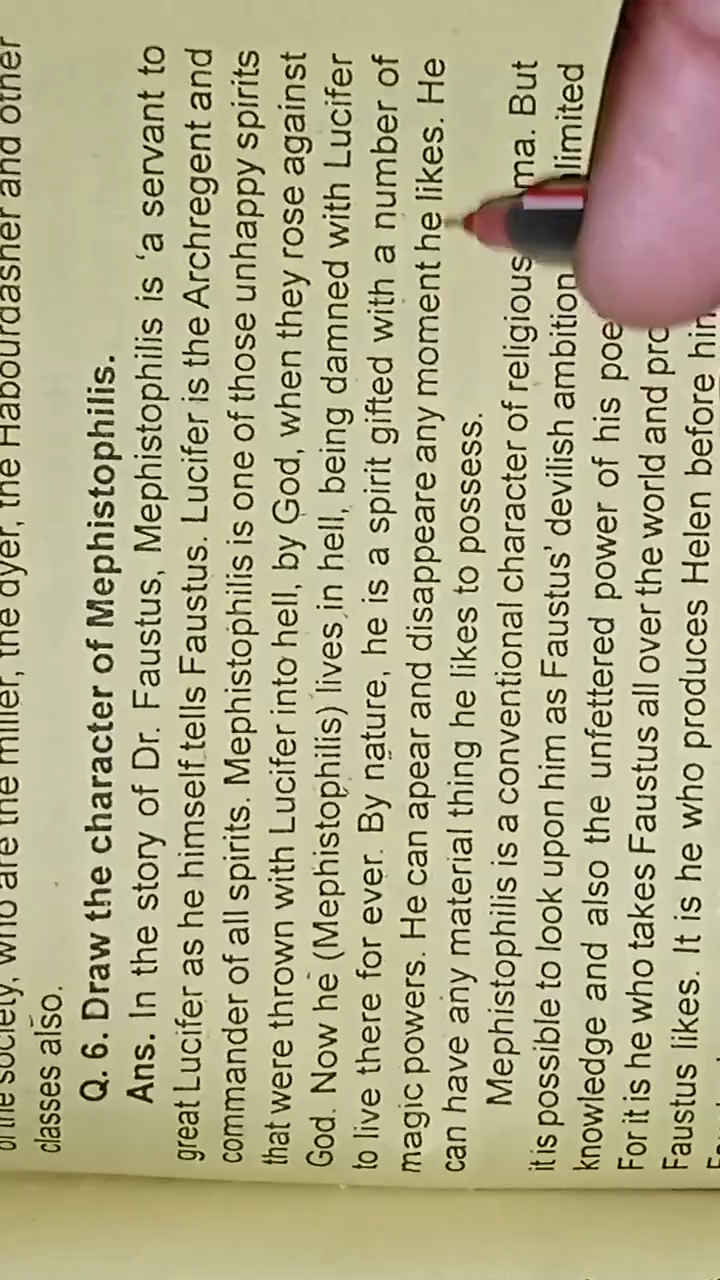 of the society, who are the miller, the dyer, the Habourdasher and other
classes also.
Q. 6. Draw the character of Mephistophilis.
Ans. In the story of Dr. Faustus, Mephistophilis is 'a servant to
great Lucifer as he himself tells Faustus. Lucifer is the Archregent and
commander of all spirits. Mephistophilis is one of those unhappy spirits
that were thrown with Lucifer into hell, by God, when they rose against
God. Now he (Mephistophilis) lives in hell, being damned with Lucifer
to live there for ever. By nature, he is a spirit gifted with a number of
magic powers. He can apear and disappeare any moment he likes. He
can have any material thing he likes to possess.
Mephistophilis is a conventional character of religious ma. But
it is possible to look upon him as Faustus' devilish ambition limited
knowledge and also the unfettered power of his
For it is he who takes Faustus all over the world and
Faustus likes. It is he who produces Helen before